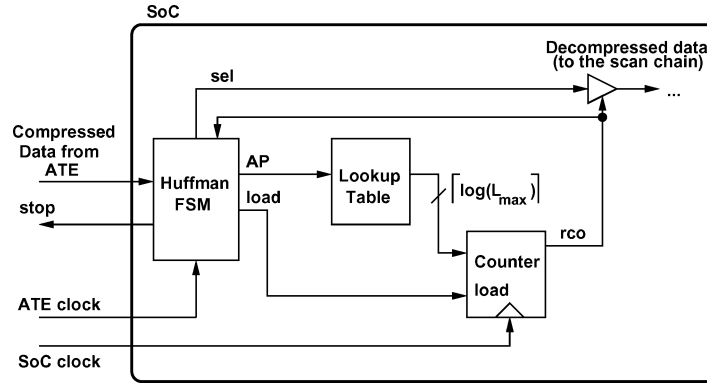 SoC
Decompressed data
(to the scan chain)
sel
...
Compressed
Data from
ATE
AP
Huffman
FSM
Lookup
Table
load
⌈log(Lmax)⌉
stop
rco
Counter
load
ATE clock
SoC clock